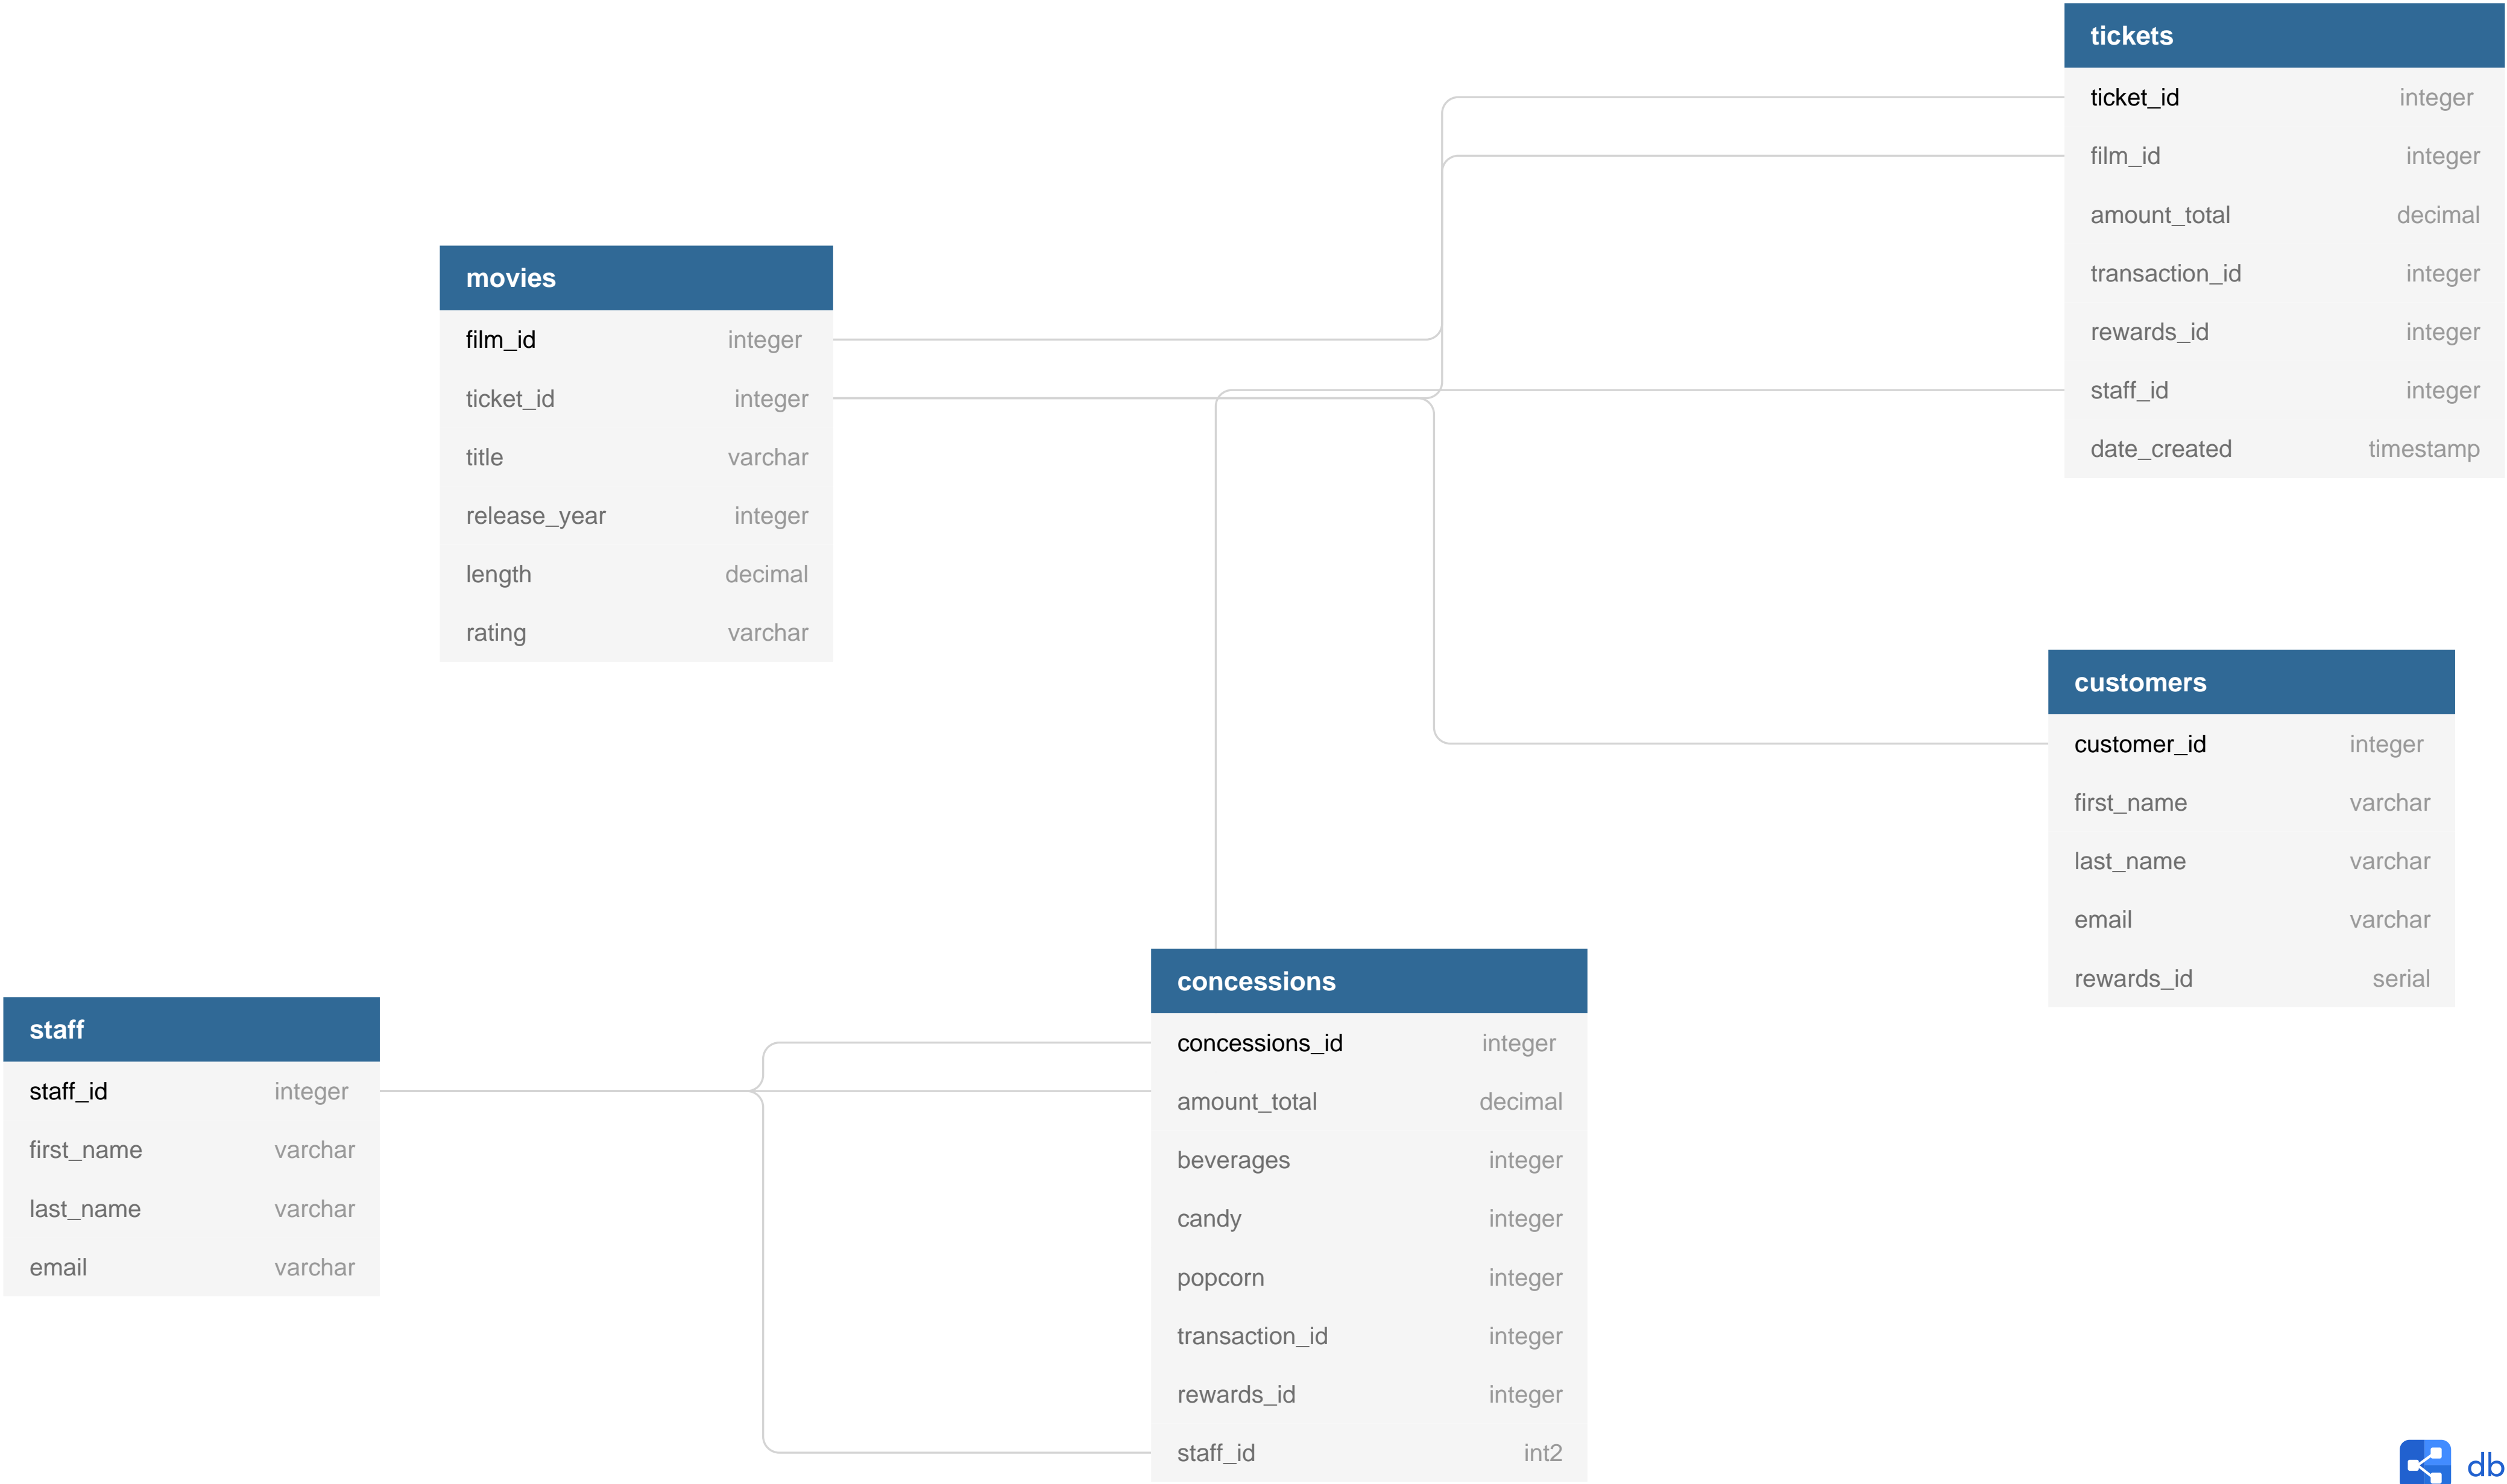 tickets
ticket_id integer
film_id integer
amount_total decimal
transaction_id integer
rewards_id integer
staff_id integer
date_created timestamp
movies
film_id integer
ticket_id integer
title varchar
release_year integer
length decimal
rating varchar
customers
customer_id integer
first_name varchar
last_name varchar
email varchar
rewards_id serial
concessions
concessions_id integer
amount_total decimal
beverages integer
candy integer
popcorn integer
transaction_id integer
rewards_id integer
staff_id int2
staff
staff_id integer
first_name varchar
last_name varchar
email varchar
db